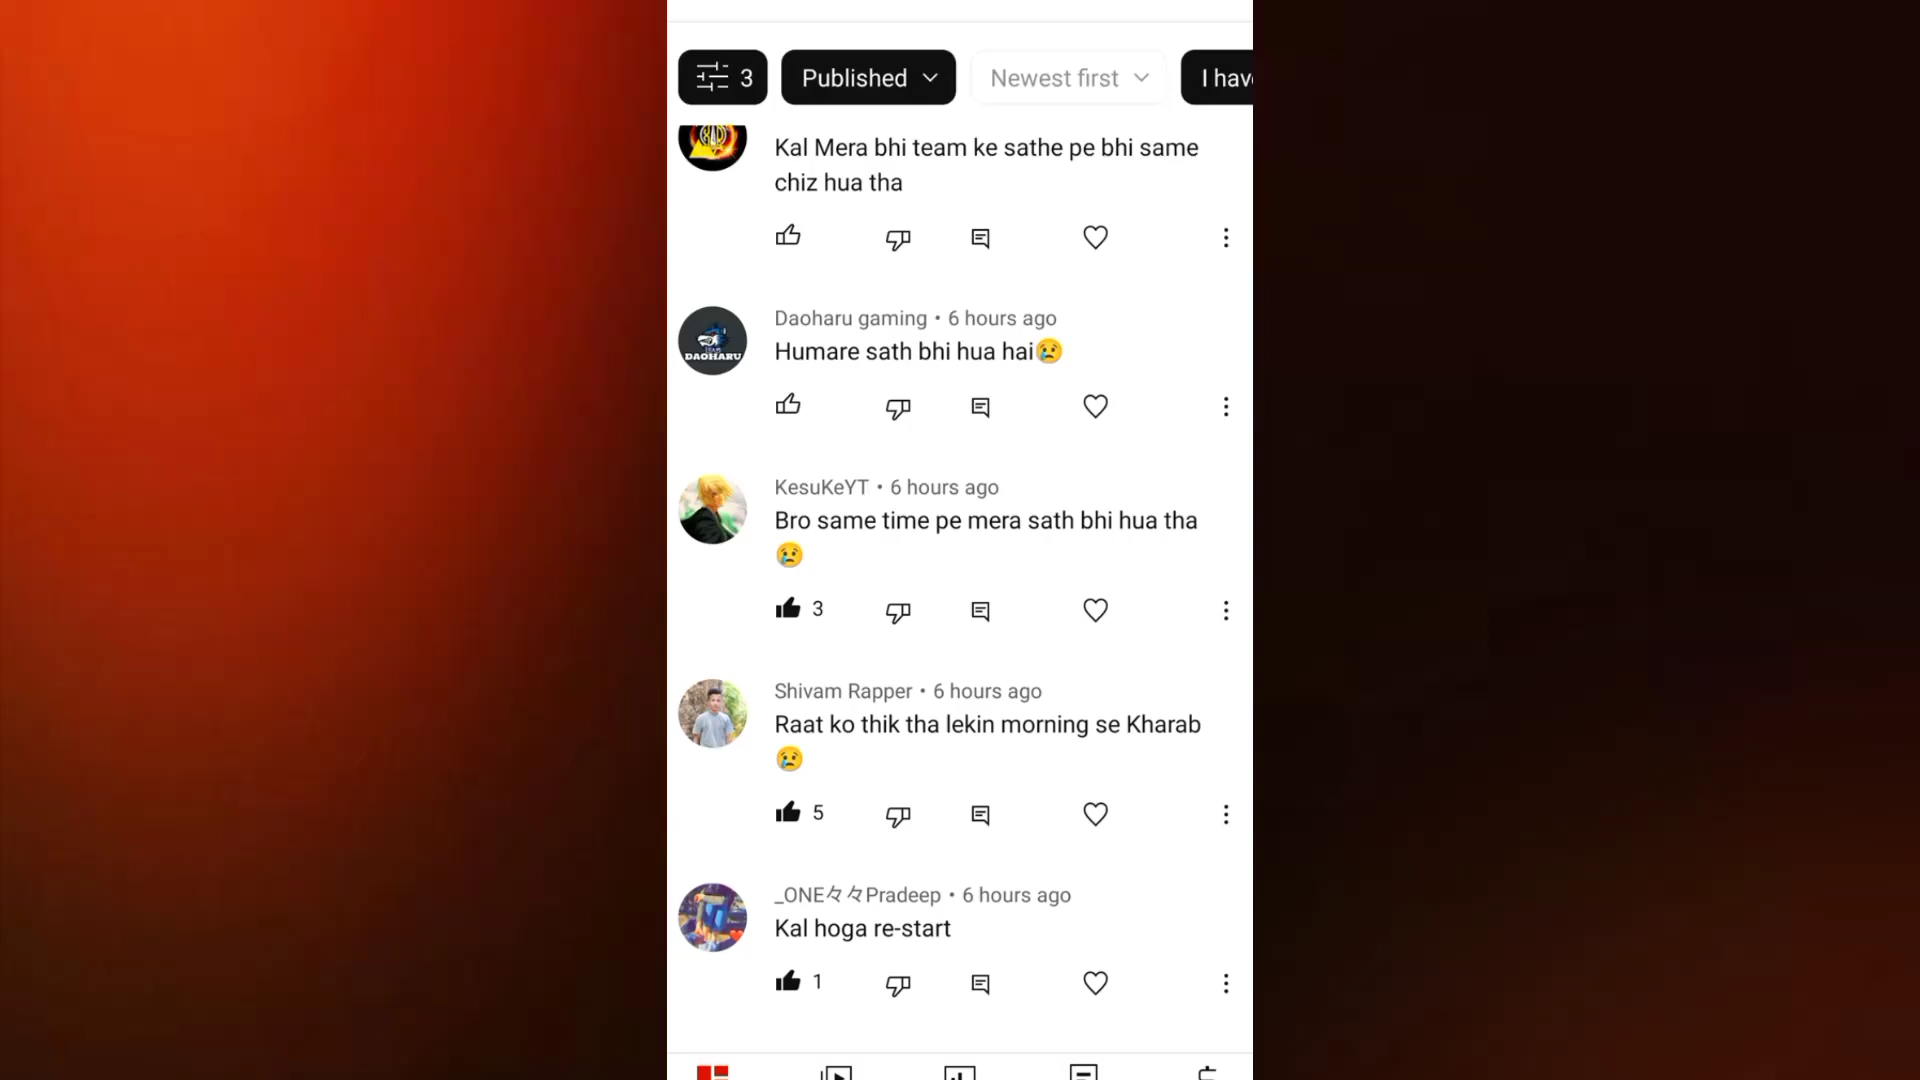 3 Published Newest first I hav
Kal Mera bhi team ke sathe pe bhi same
chiz hua tha
Daoharu gaming • 6 hours ago
Humare sath bhi hua hai😢
DAOHARU
KesuKeYT • 6 hours ago
Bro same time pe mera sath bhi hua tha
😢
3
Shivam Rapper • 6 hours ago
Raat ko thik tha lekin morning se Kharab
😢
5
_ONE々々Pradeep • 6 hours ago
Kal hoga re-start
1